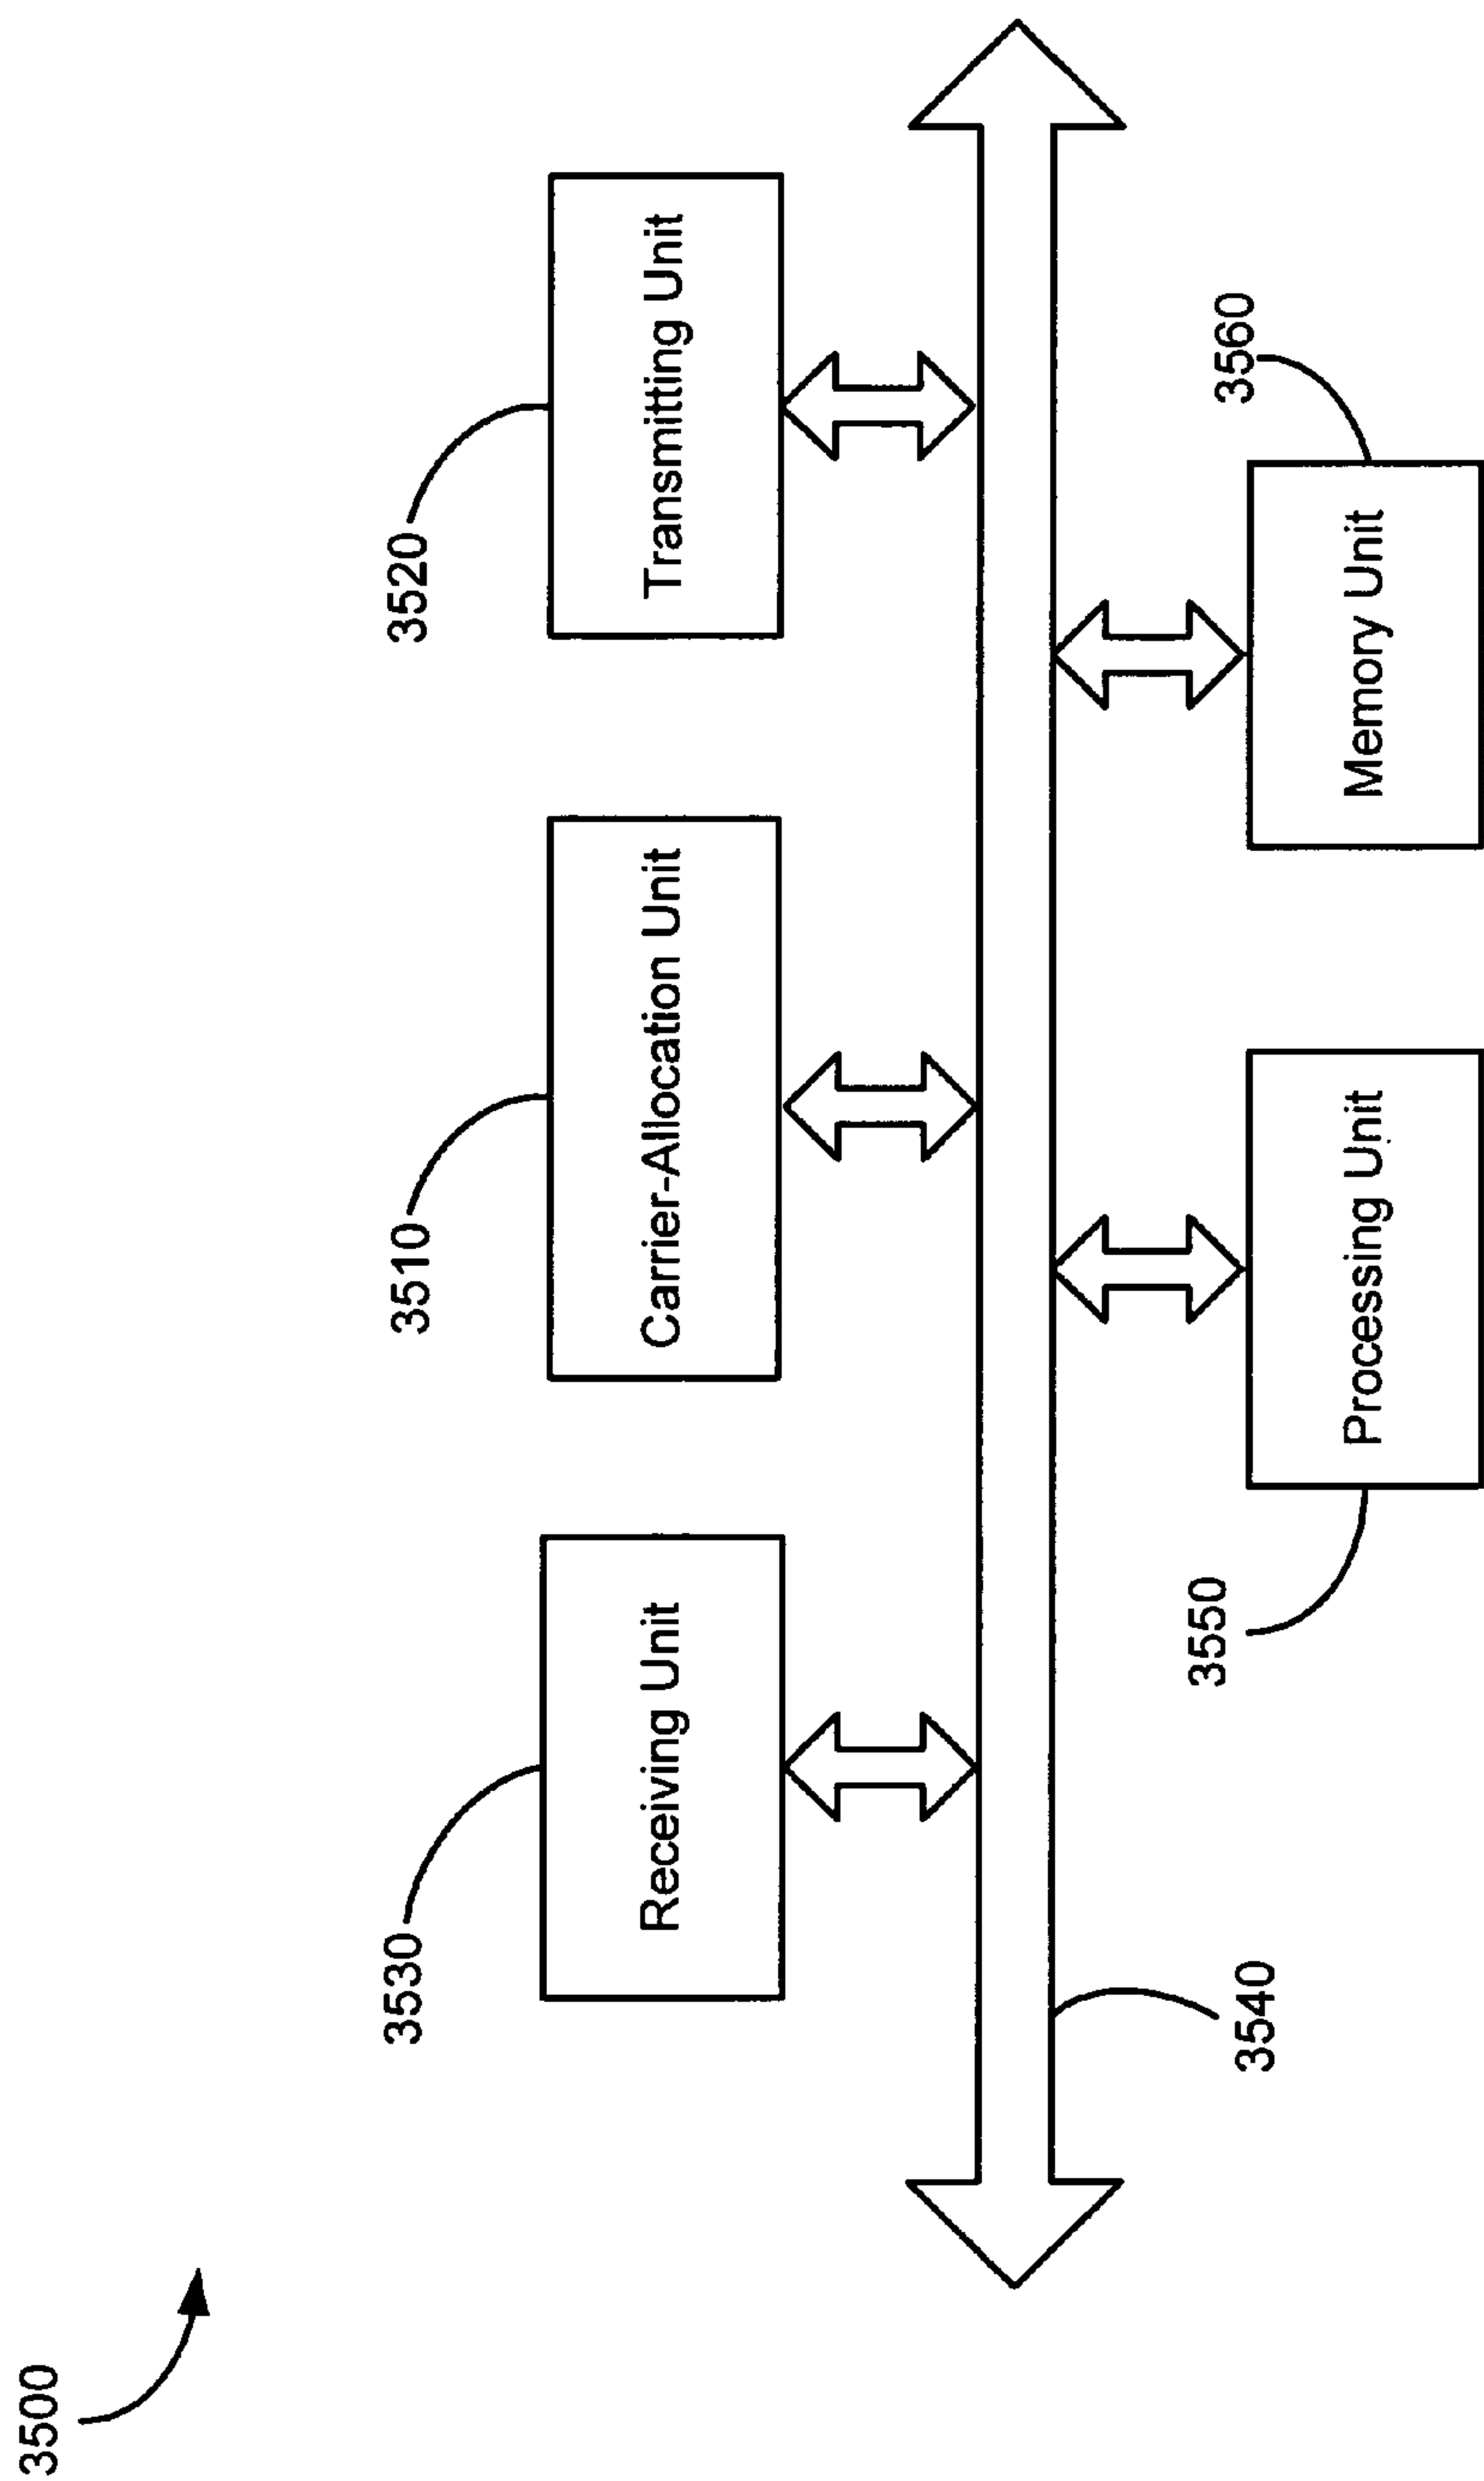 3500
3530
3510
3520
Receiving Unit
Carrier-Allocation Unit
Transmitting Unit
3540
3550
3560
Processing Unit
Memory Unit